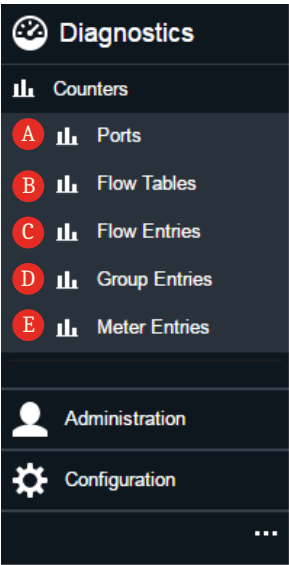 Diagnostics
Counters
A Ports
B Flow Tables
C Flow Entries
D Group Entries
E Meter Entries
Administration
Configuration
...